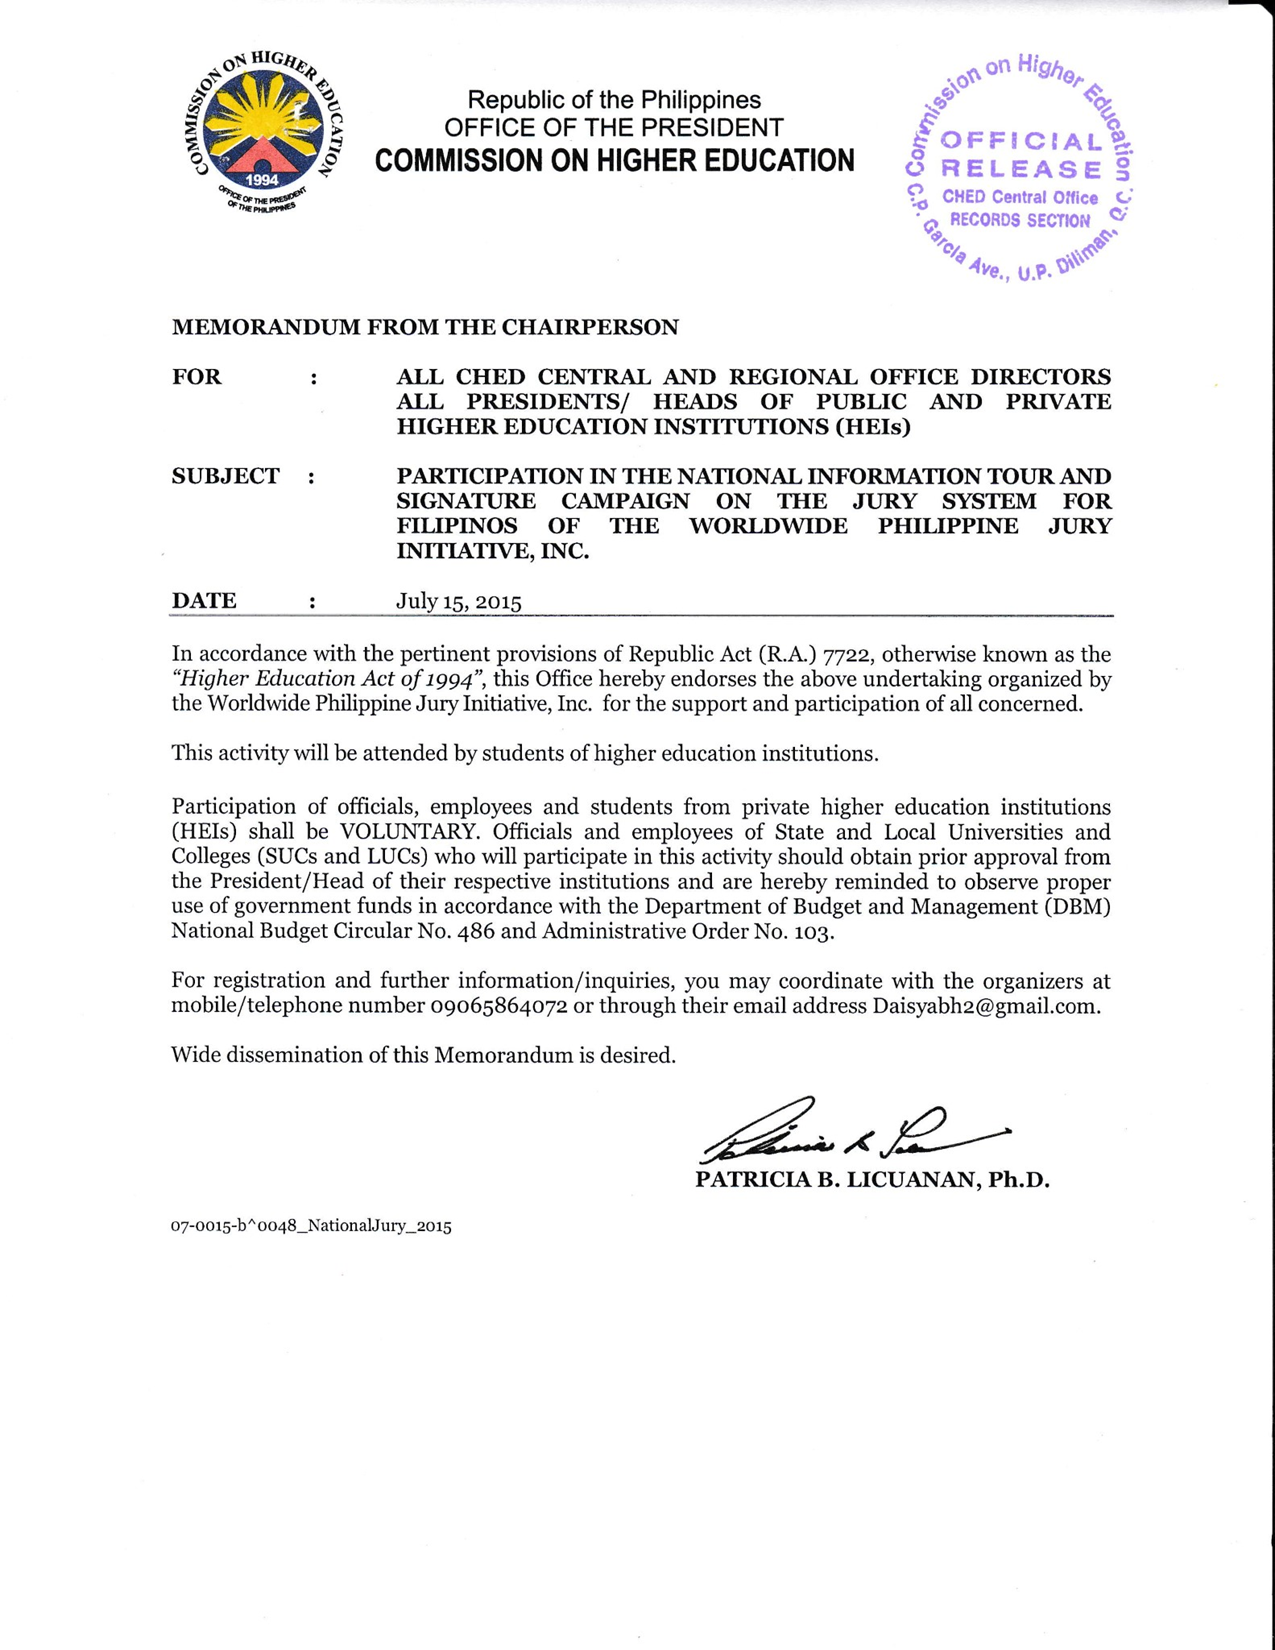 COMMISSION ON HIGHER EDUCATION
1994
OFFICE OF THE PRESIDENT
OF THE PHILIPPINES
Republic of the Philippines
OFFICE OF THE PRESIDENT
COMMISSION ON HIGHER EDUCATION
Commission on Higher Education
OFFICIAL
RELEASE
CHED Central Office
RECORDS SECTION
C.P. Garcia Ave., U.P. Diliman, Q.C.
MEMORANDUM FROM THE CHAIRPERSON
FOR : ALL CHED CENTRAL AND REGIONAL OFFICE DIRECTORS
ALL PRESIDENTS/ HEADS OF PUBLIC AND PRIVATE
HIGHER EDUCATION INSTITUTIONS (HEIs)
SUBJECT : PARTICIPATION IN THE NATIONAL INFORMATION TOUR AND
SIGNATURE CAMPAIGN ON THE JURY SYSTEM FOR
FILIPINOS OF THE WORLDWIDE PHILIPPINE JURY
INITIATIVE, INC.
DATE : July 15, 2015
In accordance with the pertinent provisions of Republic Act (R.A.) 7722, otherwise known as the
“Higher Education Act of 1994”, this Office hereby endorses the above undertaking organized by
the Worldwide Philippine Jury Initiative, Inc. for the support and participation of all concerned.
This activity will be attended by students of higher education institutions.
Participation of officials, employees and students from private higher education institutions
(HEIs) shall be VOLUNTARY. Officials and employees of State and Local Universities and
Colleges (SUCs and LUCs) who will participate in this activity should obtain prior approval from
the President/Head of their respective institutions and are hereby reminded to observe proper
use of government funds in accordance with the Department of Budget and Management (DBM)
National Budget Circular No. 486 and Administrative Order No. 103.
For registration and further information/inquiries, you may coordinate with the organizers at
mobile/telephone number 09065864072 or through their email address Daisyabh2@gmail.com.
Wide dissemination of this Memorandum is desired.
PATRICIA B. LICUANAN, Ph.D.
07-0015-b^0048_NationalJury_2015